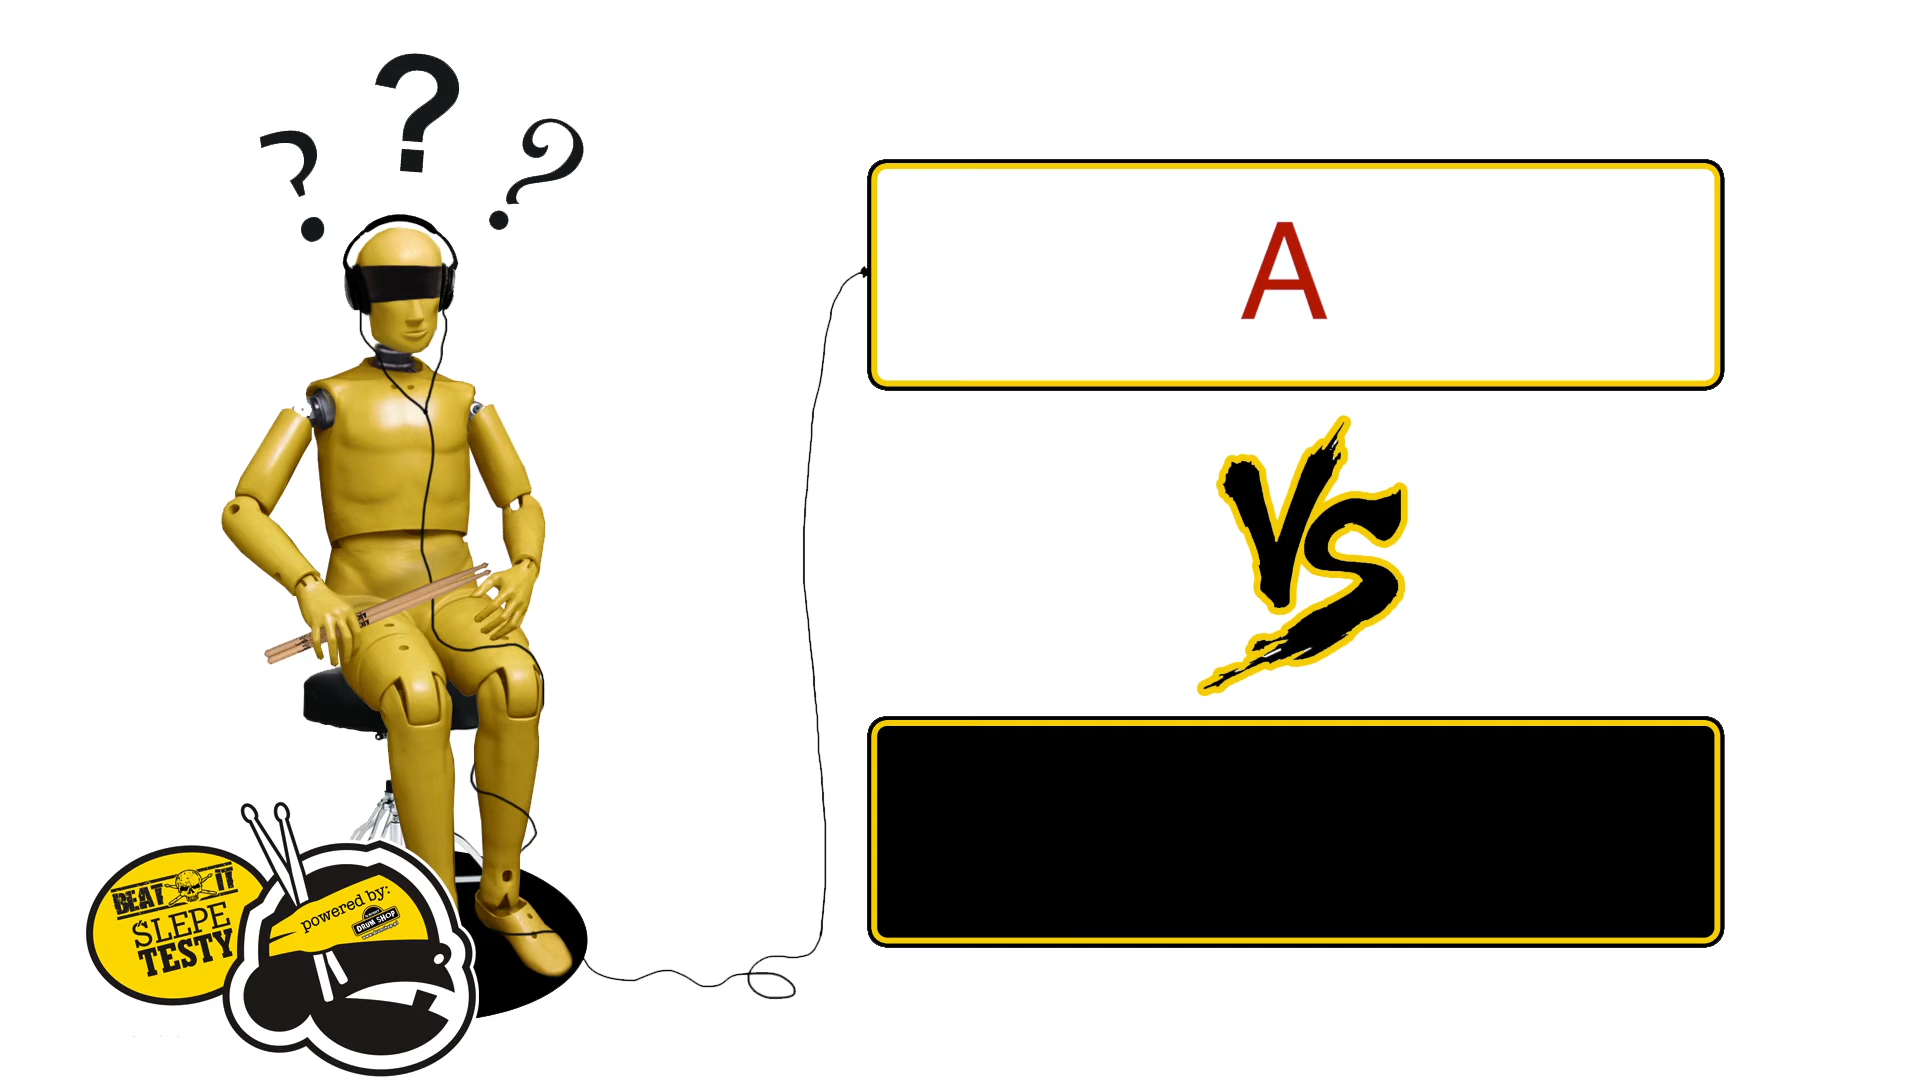 ? ? ?
A
VS
BEAT IT
SLEPE
TESTY
powered by:
DRUM SHOP